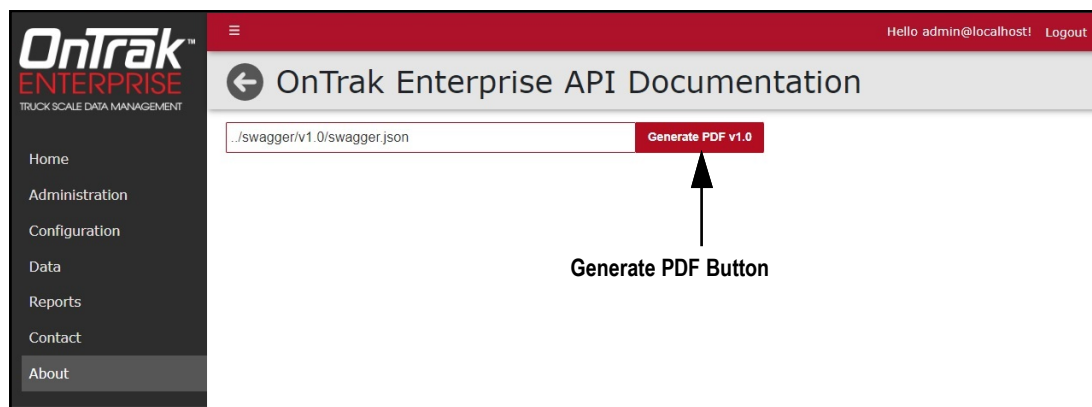 OnTrak™
ENTERPRISE
TRUCK SCALE DATA MANAGEMENT
Hello admin@localhost! Logout
OnTrak Enterprise API Documentation
../swagger/v1.0/swagger.json Generate PDF v1.0
Generate PDF Button
Home
Administration
Configuration
Data
Reports
Contact
About